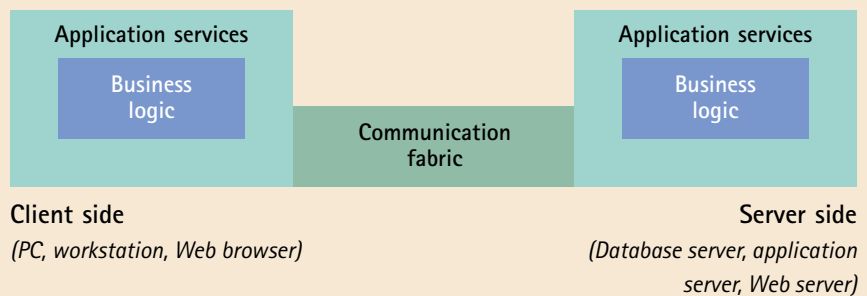 Application services
Business
logic
Communication
fabric
Application services
Business
logic
Client side
(PC, workstation, Web browser)
Server side
(Database server, application
server, Web server)